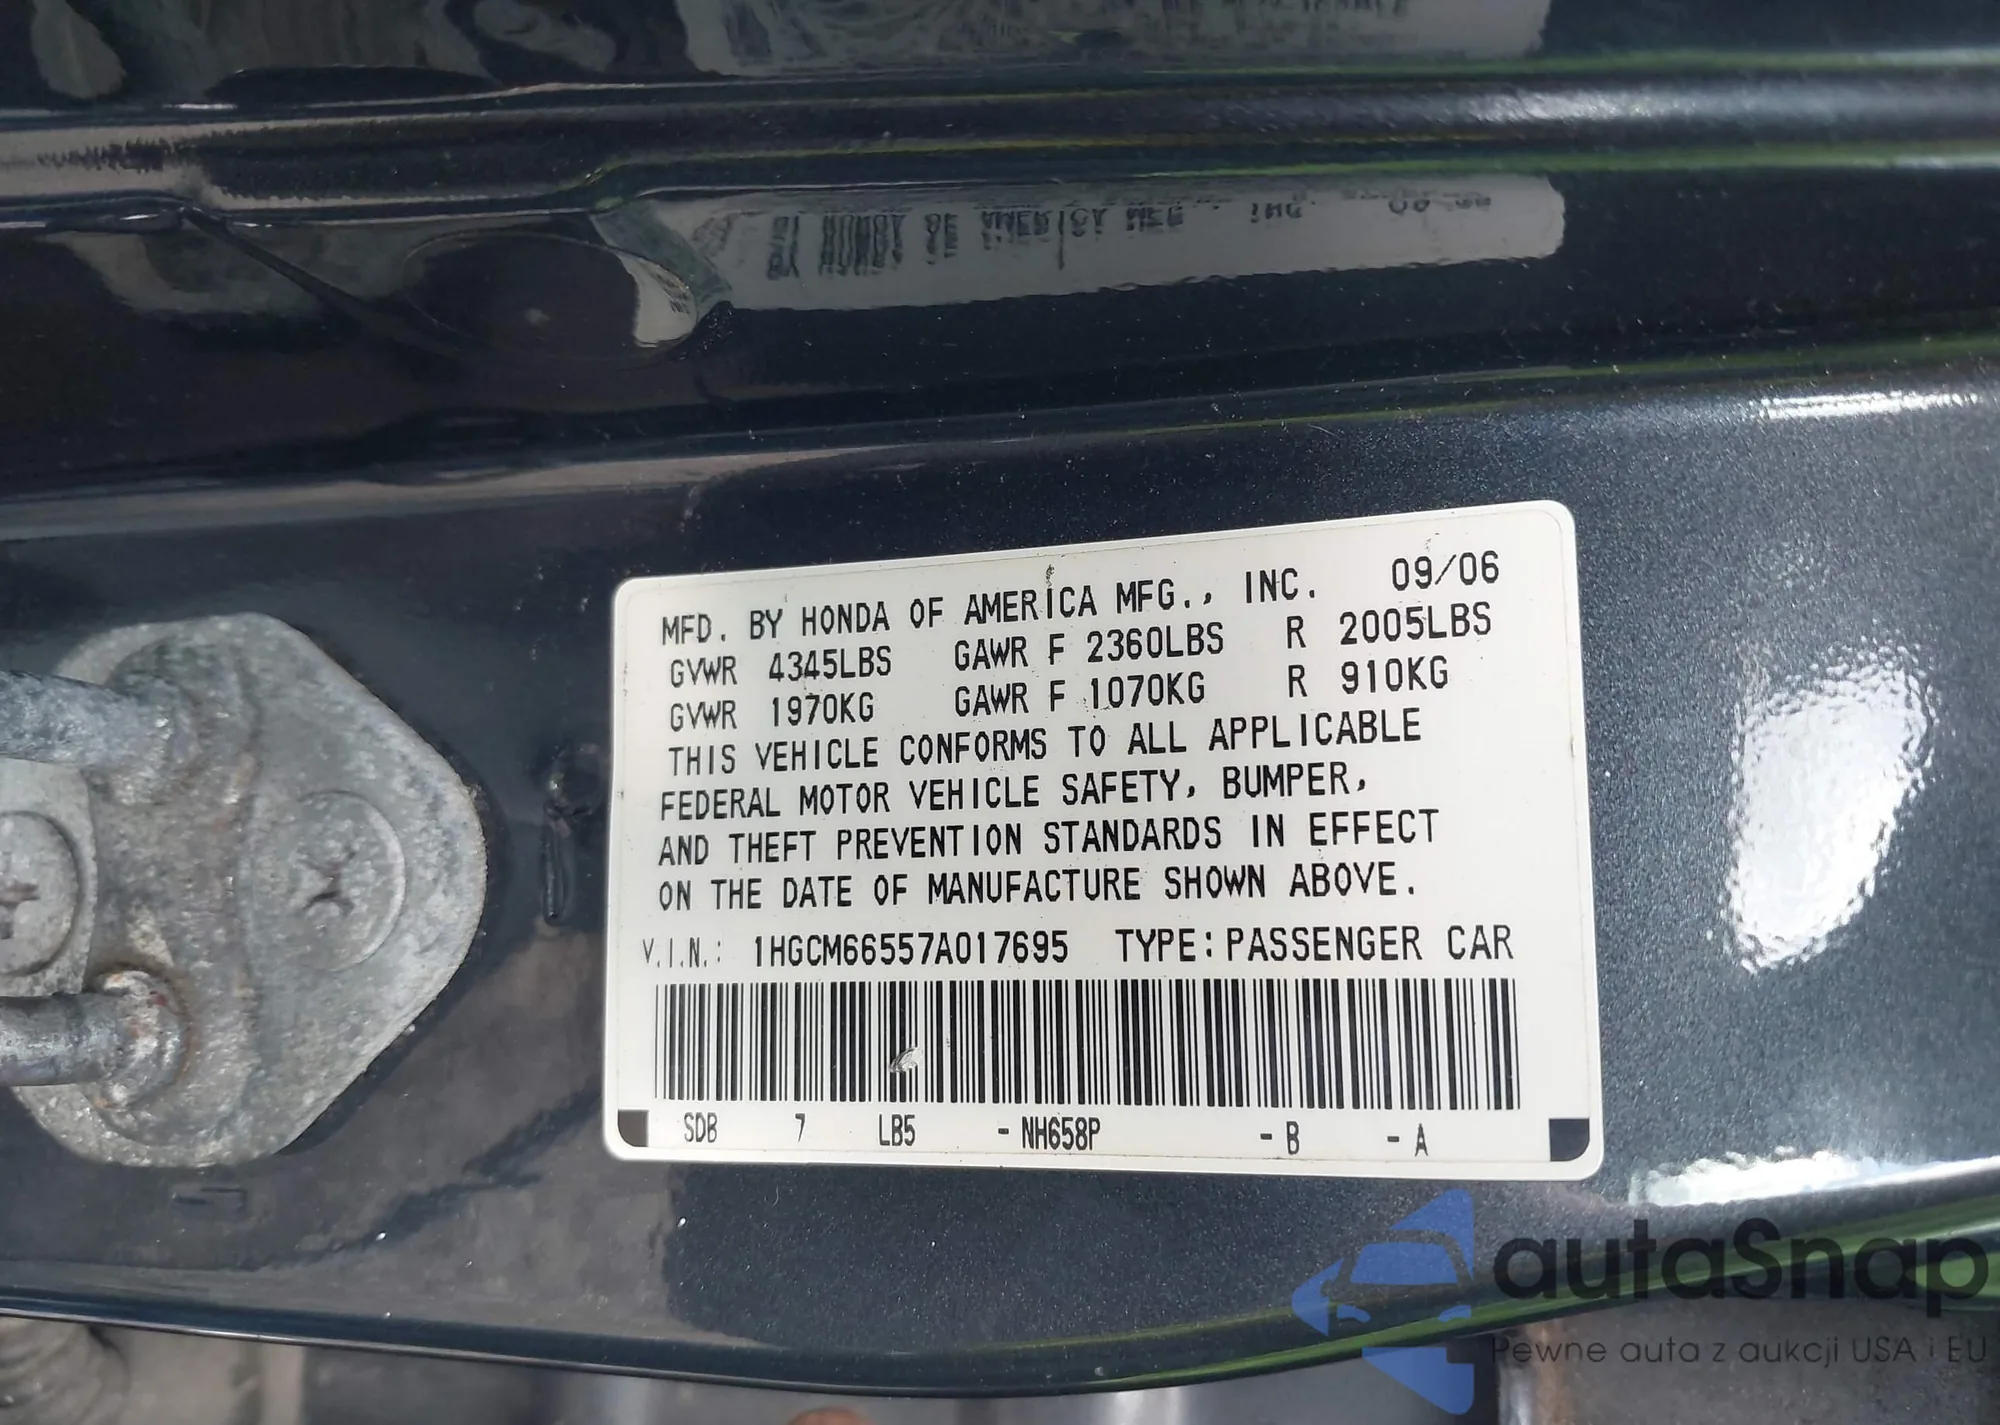 MFD. BY HONDA OF AMERICA MFG., INC. 09/06
GVWR 4345LBS GAWR F 2360LBS R 2005LBS
GVWR 1970KG GAWR F 1070KG R 910KG
THIS VEHICLE CONFORMS TO ALL APPLICABLE
FEDERAL MOTOR VEHICLE SAFETY, BUMPER,
AND THEFT PREVENTION STANDARDS IN EFFECT
ON THE DATE OF MANUFACTURE SHOWN ABOVE.
V.I.N.: 1HGCM66557A017695 TYPE: PASSENGER CAR
SDB 7 LB5 - NH658P - B - A
autaSnap
Pewne auta z aukcji USA i EU